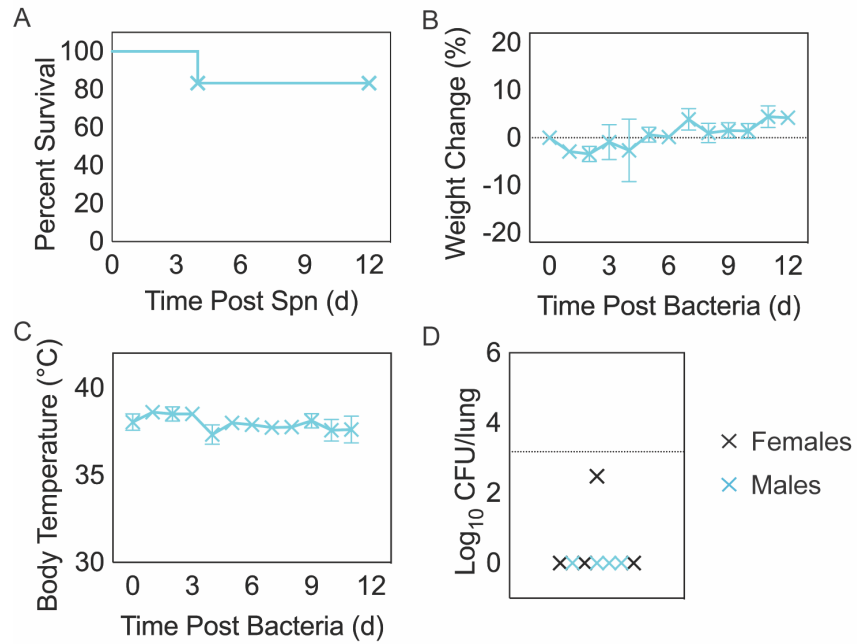 A
Percent Survival
100
80
60
40
20
0
0 3 6 9 12
Time Post Spn (d)
B
Weight Change (%)
20
10
0
-10
-20
0 3 6 9 12
Time Post Bacteria (d)
C
Body Temperature (°C)
40
35
30
0 3 6 9 12
Time Post Bacteria (d)
D
Log₁₀ CFU/lung
6
4
2
0
Females
Males